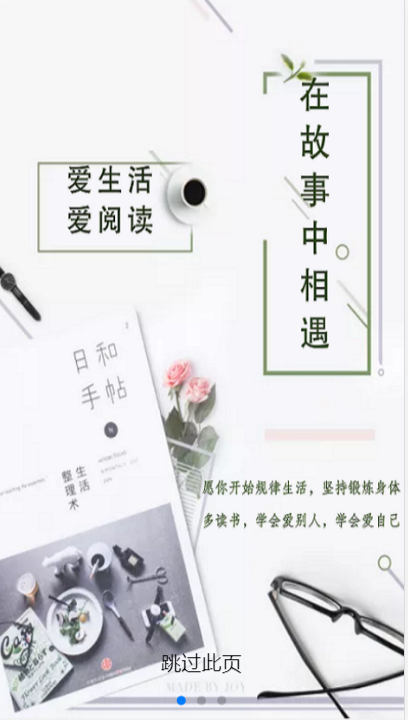 在故事中相遇
爱生活
爱阅读
日和
手帖
生活
整理术
愿你开始规律生活，坚持锻炼身体
多读书，学会爱别人，学会爱自己
跳过此页
MADE BY JOY